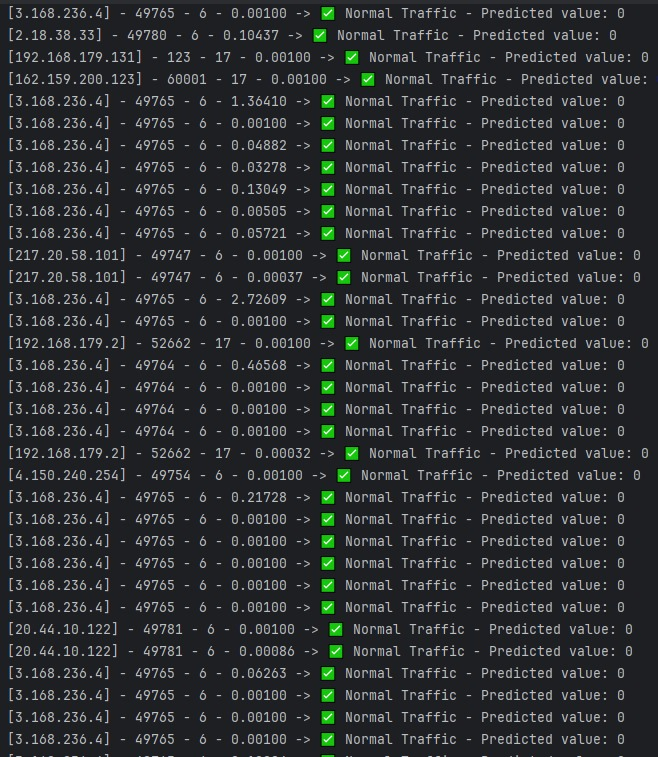 [3.168.236.4] - 49765 - 6 - 0.00100 -> ✅ Normal Traffic - Predicted value: 0
[2.18.38.33] - 49780 - 6 - 0.10437 -> ✅ Normal Traffic - Predicted value: 0
[192.168.179.131] - 123 - 17 - 0.00100 -> ✅ Normal Traffic - Predicted value: 0
[162.159.200.123] - 60001 - 17 - 0.00100 -> ✅ Normal Traffic - Predicted value:
[3.168.236.4] - 49765 - 6 - 1.36410 -> ✅ Normal Traffic - Predicted value: 0
[3.168.236.4] - 49765 - 6 - 0.00100 -> ✅ Normal Traffic - Predicted value: 0
[3.168.236.4] - 49765 - 6 - 0.04882 -> ✅ Normal Traffic - Predicted value: 0
[3.168.236.4] - 49765 - 6 - 0.03278 -> ✅ Normal Traffic - Predicted value: 0
[3.168.236.4] - 49765 - 6 - 0.13049 -> ✅ Normal Traffic - Predicted value: 0
[3.168.236.4] - 49765 - 6 - 0.00505 -> ✅ Normal Traffic - Predicted value: 0
[3.168.236.4] - 49765 - 6 - 0.05721 -> ✅ Normal Traffic - Predicted value: 0
[217.20.58.101] - 49747 - 6 - 0.00100 -> ✅ Normal Traffic - Predicted value: 0
[217.20.58.101] - 49747 - 6 - 0.00037 -> ✅ Normal Traffic - Predicted value: 0
[3.168.236.4] - 49765 - 6 - 2.72609 -> ✅ Normal Traffic - Predicted value: 0
[3.168.236.4] - 49765 - 6 - 0.00100 -> ✅ Normal Traffic - Predicted value: 0
[192.168.179.2] - 52662 - 17 - 0.00100 -> ✅ Normal Traffic - Predicted value: 0
[3.168.236.4] - 49764 - 6 - 0.46568 -> ✅ Normal Traffic - Predicted value: 0
[3.168.236.4] - 49764 - 6 - 0.00100 -> ✅ Normal Traffic - Predicted value: 0
[3.168.236.4] - 49764 - 6 - 0.00100 -> ✅ Normal Traffic - Predicted value: 0
[3.168.236.4] - 49764 - 6 - 0.00100 -> ✅ Normal Traffic - Predicted value: 0
[192.168.179.2] - 52662 - 17 - 0.00032 -> ✅ Normal Traffic - Predicted value: 0
[4.150.240.254] - 49754 - 6 - 0.00100 -> ✅ Normal Traffic - Predicted value: 0
[3.168.236.4] - 49765 - 6 - 0.21728 -> ✅ Normal Traffic - Predicted value: 0
[3.168.236.4] - 49765 - 6 - 0.00100 -> ✅ Normal Traffic - Predicted value: 0
[3.168.236.4] - 49765 - 6 - 0.00100 -> ✅ Normal Traffic - Predicted value: 0
[3.168.236.4] - 49765 - 6 - 0.00100 -> ✅ Normal Traffic - Predicted value: 0
[3.168.236.4] - 49765 - 6 - 0.00100 -> ✅ Normal Traffic - Predicted value: 0
[3.168.236.4] - 49765 - 6 - 0.00100 -> ✅ Normal Traffic - Predicted value: 0
[20.44.10.122] - 49781 - 6 - 0.00100 -> ✅ Normal Traffic - Predicted value: 0
[20.44.10.122] - 49781 - 6 - 0.00086 -> ✅ Normal Traffic - Predicted value: 0
[3.168.236.4] - 49765 - 6 - 0.06263 -> ✅ Normal Traffic - Predicted value: 0
[3.168.236.4] - 49765 - 6 - 0.00100 -> ✅ Normal Traffic - Predicted value: 0
[3.168.236.4] - 49765 - 6 - 0.00100 -> ✅ Normal Traffic - Predicted value: 0
[3.168.236.4] - 49765 - 6 - 0.00100 -> ✅ Normal Traffic - Predicted value: 0